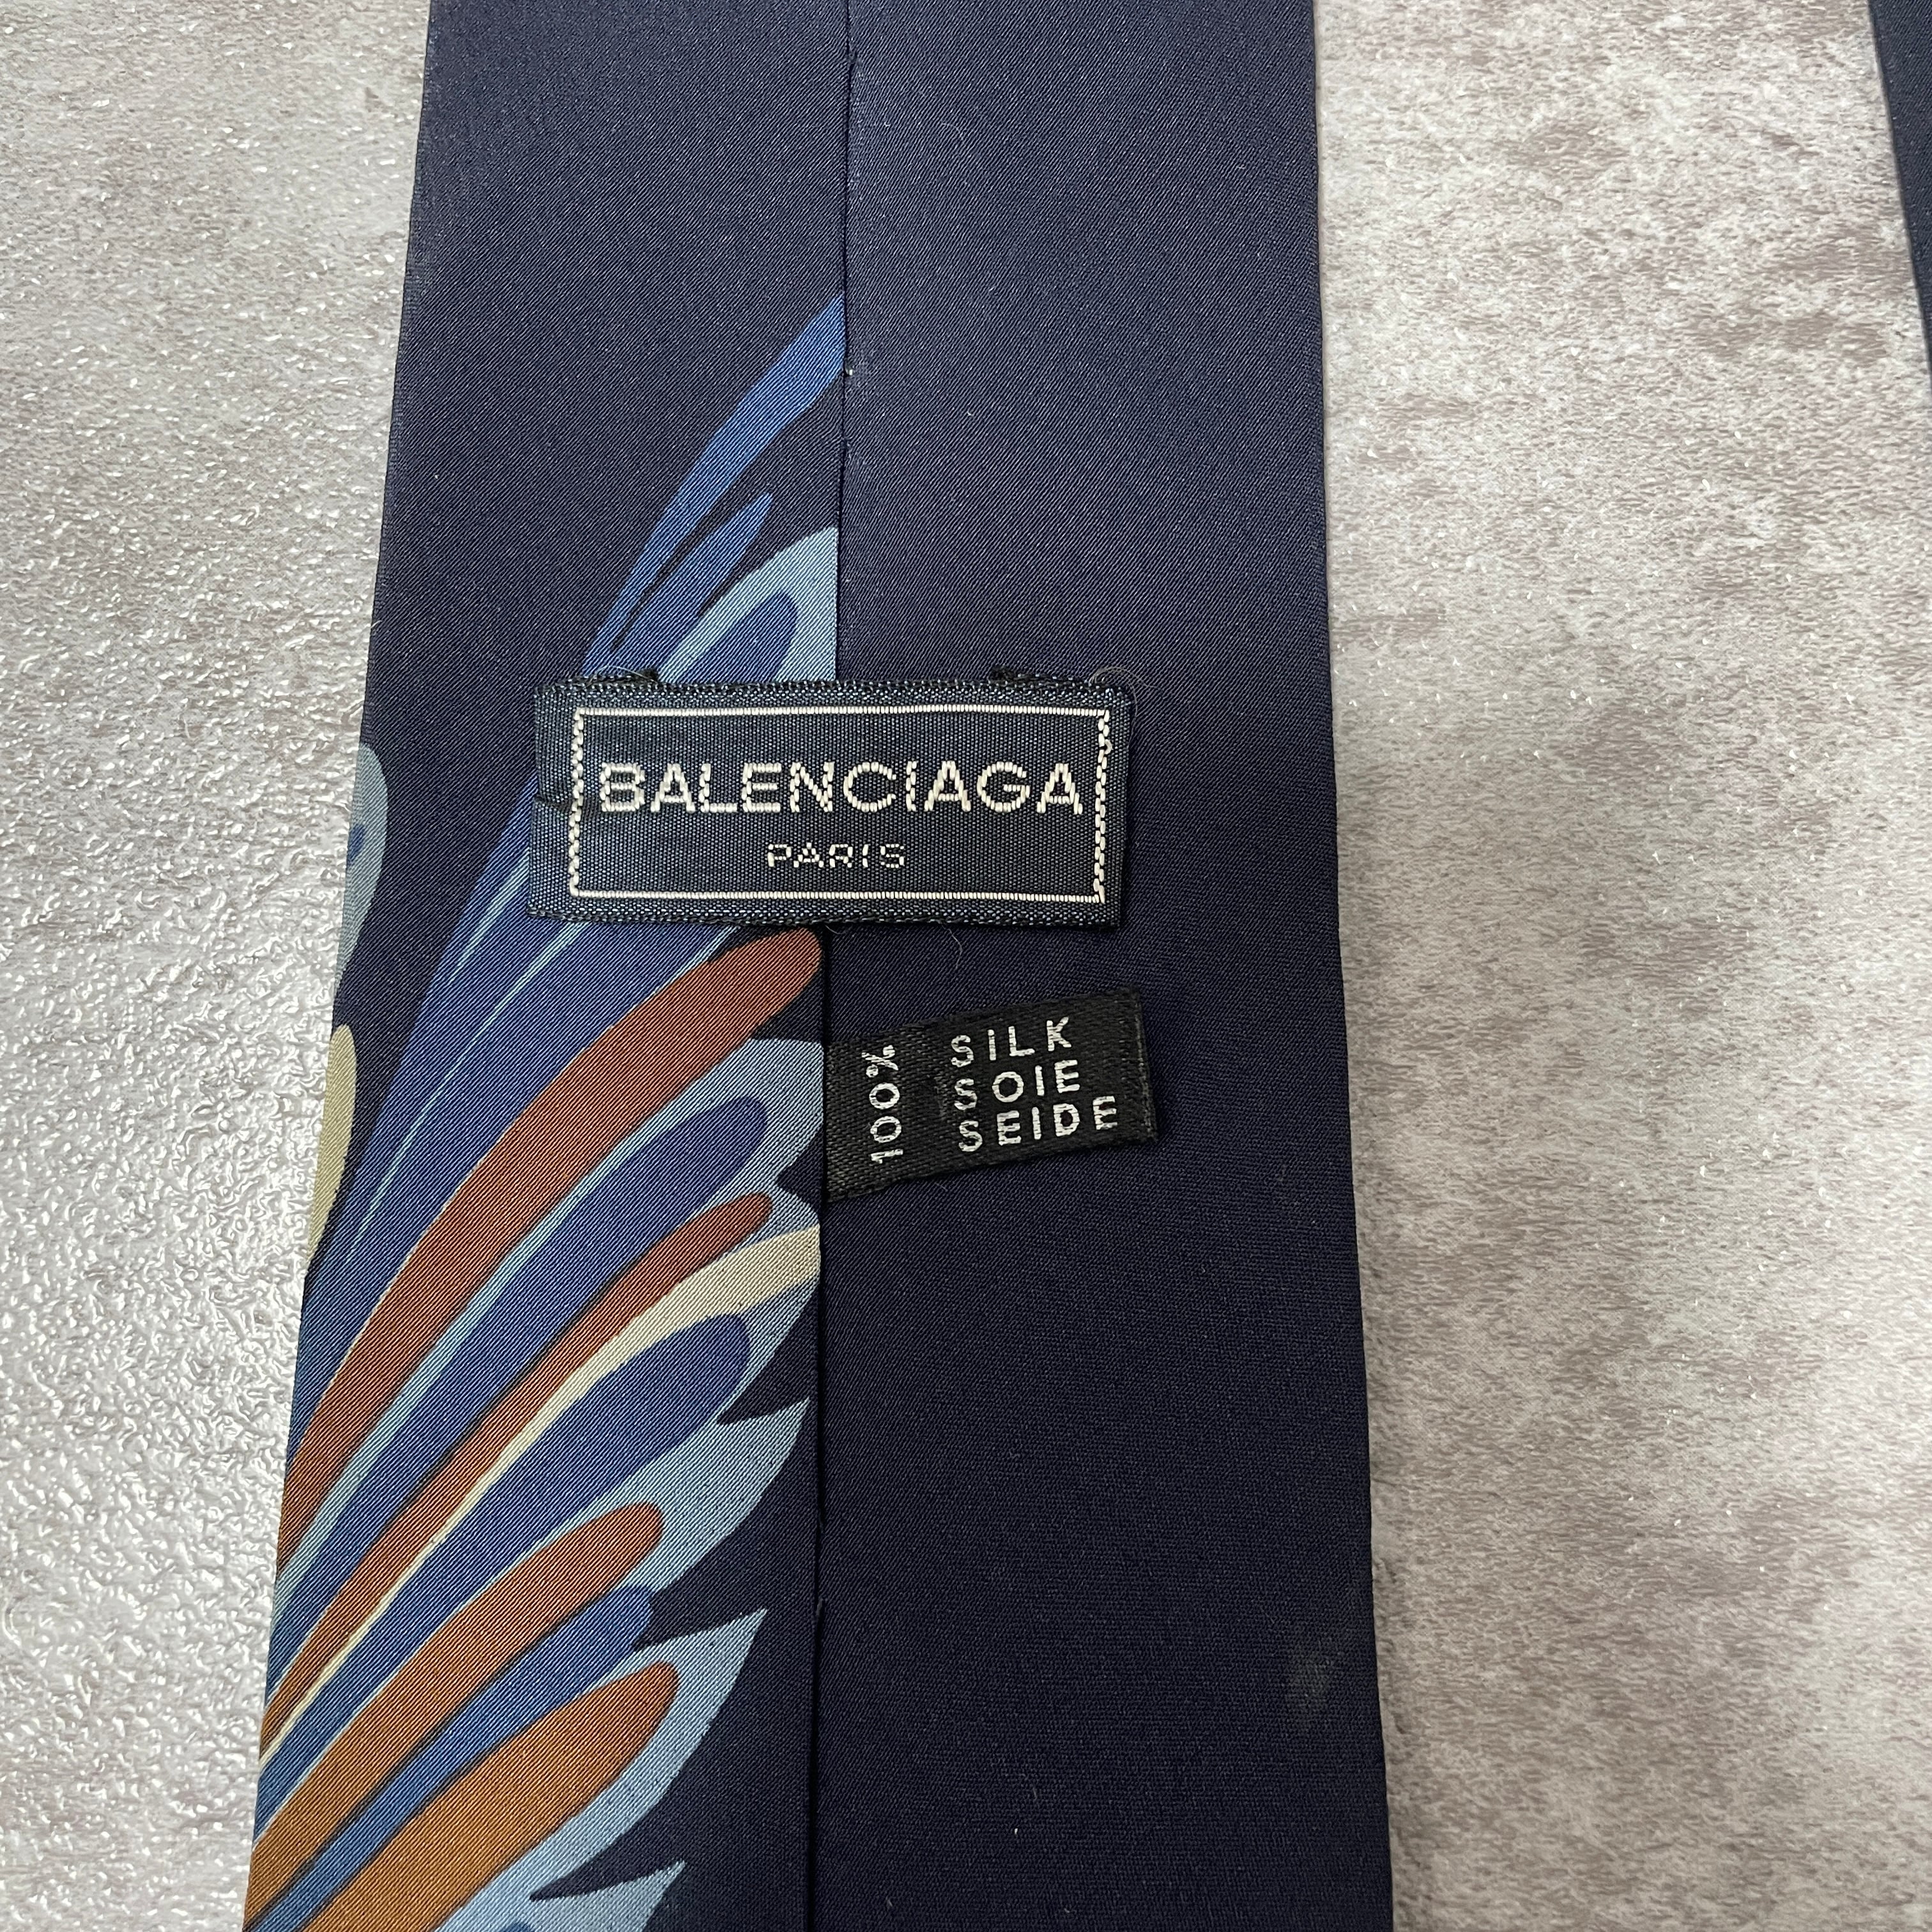 BALENCIAGA
PARIS
100%
SILK
SOIE
SEIDE